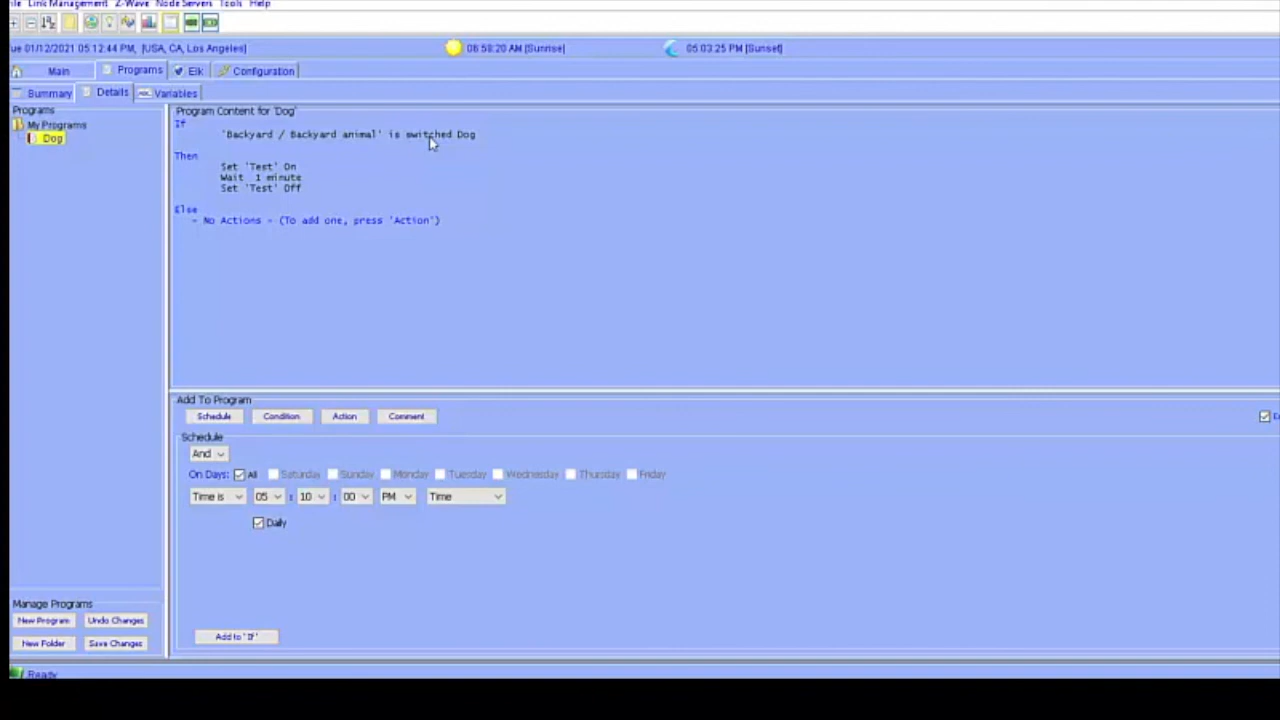 ile Link Management Z-Wave Node Servers Tools Help
ue 01/12/2021 05:12:44 PM, [USA, CA, Los Angeles] 06:58:20 AM [Sunrise] 05:03:25 PM [Sunset]
Main Programs Elk Configuration
Summary Details Variables
Programs
My Programs
Dog
Program Content for 'Dog'
If
'Backyard / Backyard animal' is switched Dog
Then
Set 'Test' On
Wait 1 minute
Set 'Test' Off
Else
- No Actions - (To add one, press 'Action')
Add To Program
Schedule Condition Action Comment
Schedule
And
On Days: All Saturday Sunday Monday Tuesday Wednesday Thursday Friday
Time is 05 : 10 : 00 PM Time
Daily
Add to 'If'
Manage Programs
New Program Undo Changes
New Folder Save Changes
Ready